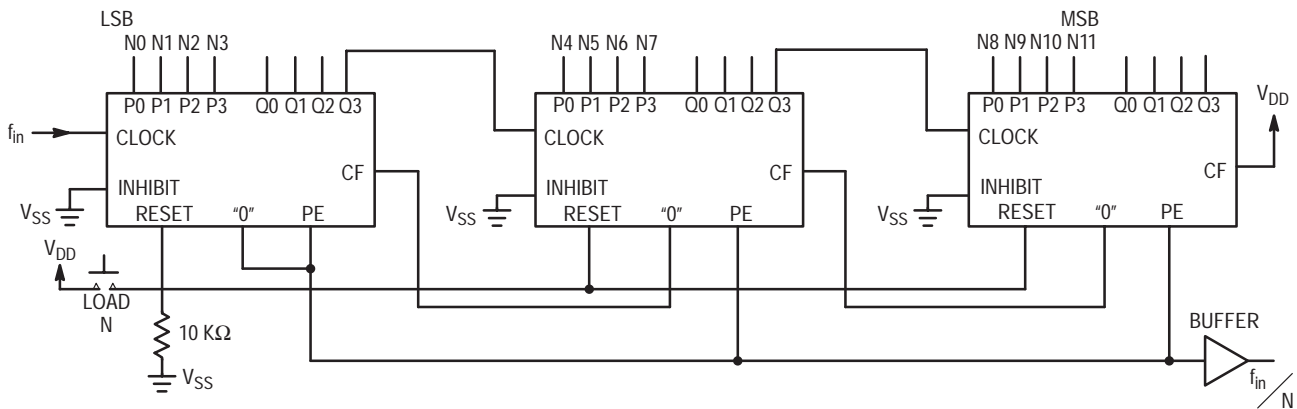 LSB
MSB
N0 N1 N2 N3
N4 N5 N6 N7
N8 N9 N10 N11
P0 P1 P2 P3 Q0 Q1 Q2 Q3
P0 P1 P2 P3 Q0 Q1 Q2 Q3
P0 P1 P2 P3 Q0 Q1 Q2 Q3
VDD
fin
CLOCK
CLOCK
CLOCK
CF
CF
CF
INHIBIT
INHIBIT
INHIBIT
VSS
VSS
VSS
RESET “0” PE
RESET “0” PE
RESET “0” PE
VDD
LOAD
N
10 KΩ
VSS
BUFFER
fin/N